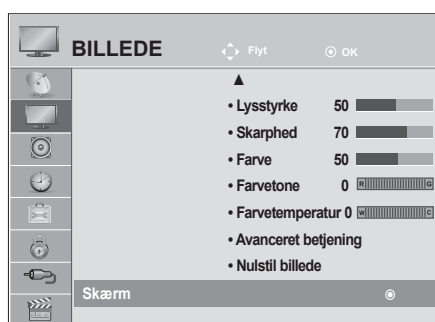 BILLEDE Flyt OK
• Lysstyrke 50
• Skarphed 70
• Farve 50
• Farvetone 0 R G
• Farvetemperatur 0 W C
• Avanceret betjening
• Nulstil billede
Skærm